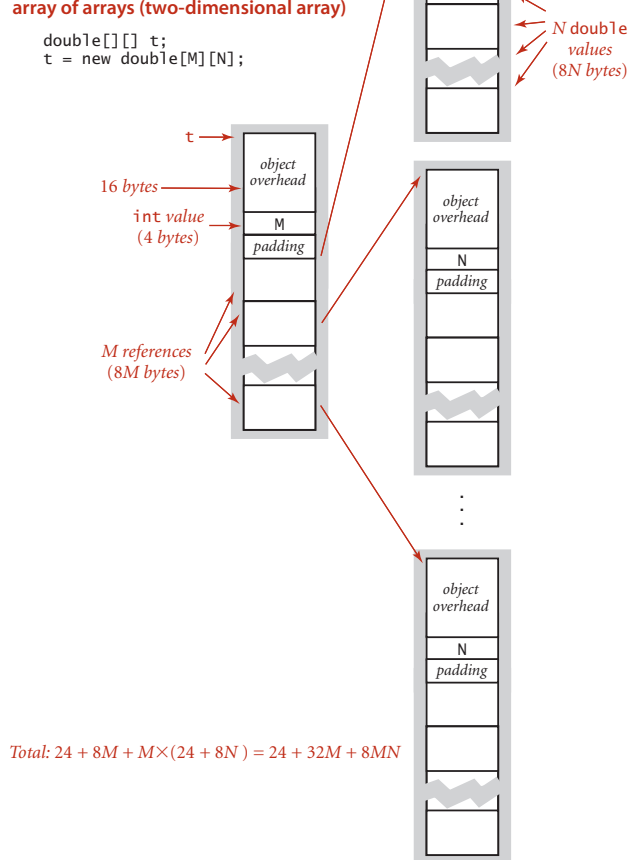 array of arrays (two-dimensional array)
double[][] t;
t = new double[M][N];
N double
values
(8N bytes)
t
object
overhead
16 bytes
int value
(4 bytes)
M
padding
M references
(8M bytes)
object
overhead
N
padding
.
.
.
object
overhead
N
padding
Total: 24 + 8M + M×(24 + 8N ) = 24 + 32M + 8MN